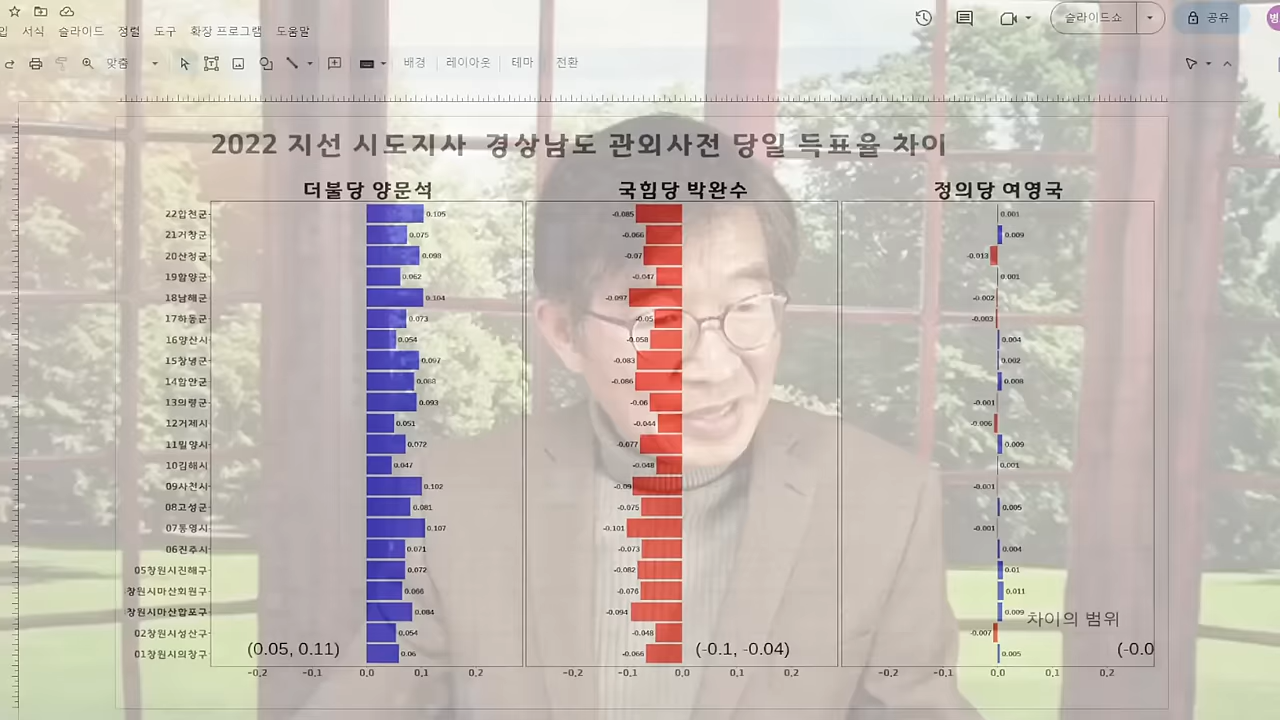 입 서식 슬라이드 정렬 도구 확장 프로그램 도움말
슬라이드쇼
공유
맞춤
배경 레이아웃 테마 전환
2022 지선 시도지사 경상남도 관외사전 당일 득표율 차이
더불당 양문석 국힘당 박완수 정의당 여영국
22합천군 0.105 -0.085 0.001
21거창군 0.075 -0.066 0.009
20산청군 0.098 -0.07 -0.013
19함양군 0.062 -0.047 0.001
18남해군 0.104 -0.097 -0.002
17하동군 0.073 -0.05 -0.003
16양산시 0.054 -0.058 0.004
15창녕군 0.097 -0.083 0.002
14함안군 0.088 -0.086 0.008
13의령군 0.093 -0.06 -0.001
12거제시 0.051 -0.044 -0.006
11밀양시 0.072 -0.077 0.009
10김해시 0.047 -0.048 0.001
09사천시 0.102 -0.09 -0.001
08고성군 0.081 -0.075 0.005
07통영시 0.107 -0.101 -0.001
06진주시 0.071 -0.073 0.004
05창원시진해구 0.072 -0.082 0.01
창원시마산회원구 0.066 -0.076 0.011
창원시마산합포구 0.084 -0.094 0.009 차이의 범위
02창원시성산구 0.054 -0.048 -0.007
01창원시의창구 (0.05, 0.11) 0.06 -0.066 (-0.1, -0.04) 0.005 (-0.0
-0.2 -0.1 0.0 0.1 0.2 -0.2 -0.1 0.0 0.1 0.2 -0.2 -0.1 0.0 0.1 0.2